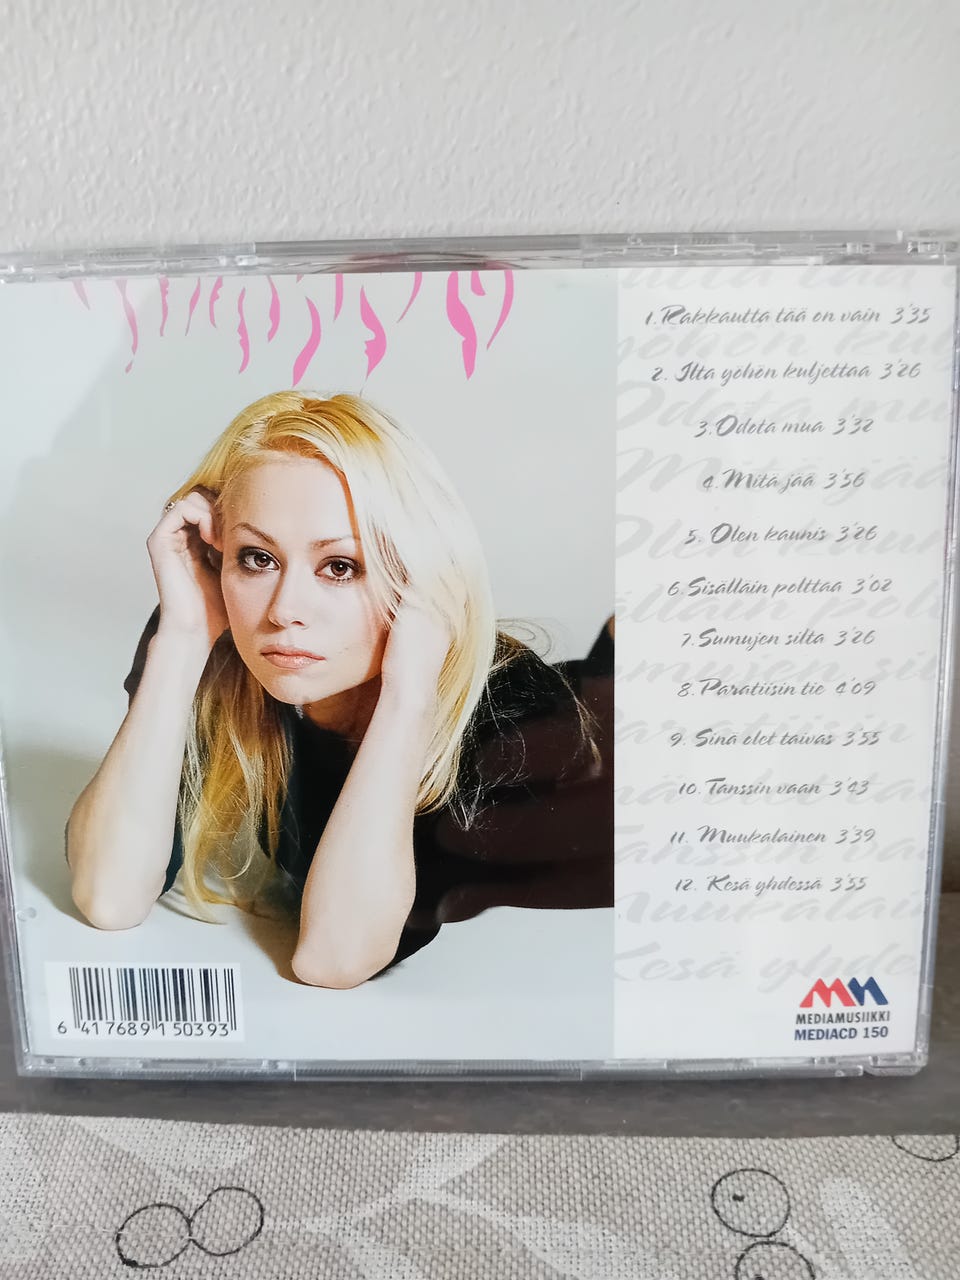 1. Rakkautta tää on vain 3'35
2. Ilta yöhön kuljettaa 3'26
3. Odota mua 3'32
4. Mitä jää 3'56
5. Olen kaunis 3'26
6. Sisälläin polttaa 3'02
7. Sumujen silta 3'26
8. Paratiisin tie 4'09
9. Sinä olet taivas 3'55
10. Tanssin vaan 3'43
11. Muukalainen 3'39
12. Kesä yhdessä 3'55
6 417689 150393
MEDIAMUSIIKKI
MEDIACD 150